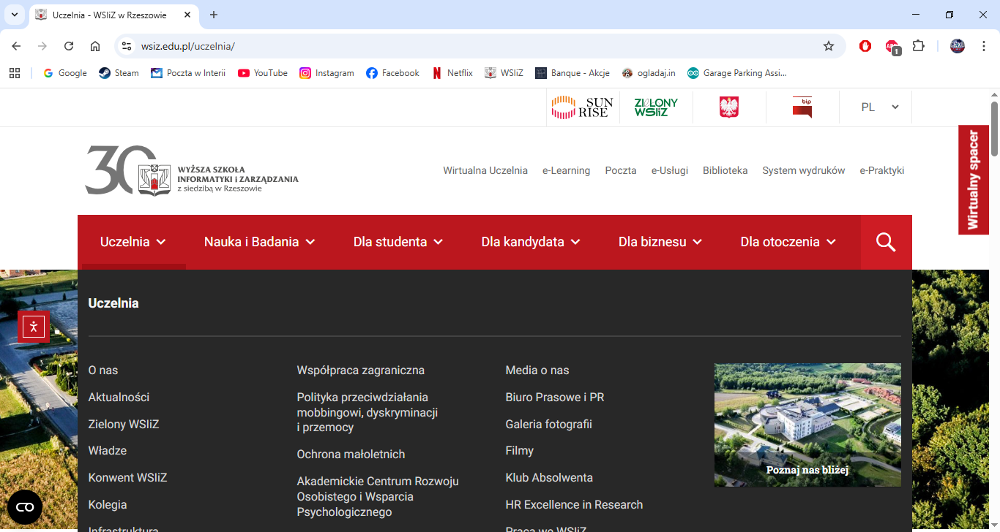 Uczelnia - WSIiZ w Rzeszowie
wsiz.edu.pl/uczelnia/
ABP
1
Google
Steam
Poczta w Interii
YouTube
Instagram
Facebook
Netflix
WSIiZ
Banque - Akcje
ogladaj.in
Garage Parking Assi...
SUN
RISE
ZIELONY
WSIiZ
bip
PL
Wirtualny spacer
30
WYŻSZA SZKOŁA
INFORMATYKI i ZARZĄDZANIA
z siedzibą w Rzeszowie
Wirtualna Uczelnia
e-Learning
Poczta
e-Usługi
Biblioteka
System wydruków
e-Praktyki
Uczelnia
Nauka i Badania
Dla studenta
Dla kandydata
Dla biznesu
Dla otoczenia
Uczelnia
O nas
Aktualności
Zielony WSIiZ
Władze
Konwent WSIiZ
Kolegia
Infrastruktura
Współpraca zagraniczna
Polityka przeciwdziałania
mobbingowi, dyskryminacji
i przemocy
Ochrona małoletnich
Akademickie Centrum Rozwoju
Osobistego i Wsparcia
Psychologicznego
Media o nas
Biuro Prasowe i PR
Galeria fotografii
Filmy
Klub Absolwenta
HR Excellence in Research
Praca we WSIiZ
Poznaj nas bliżej